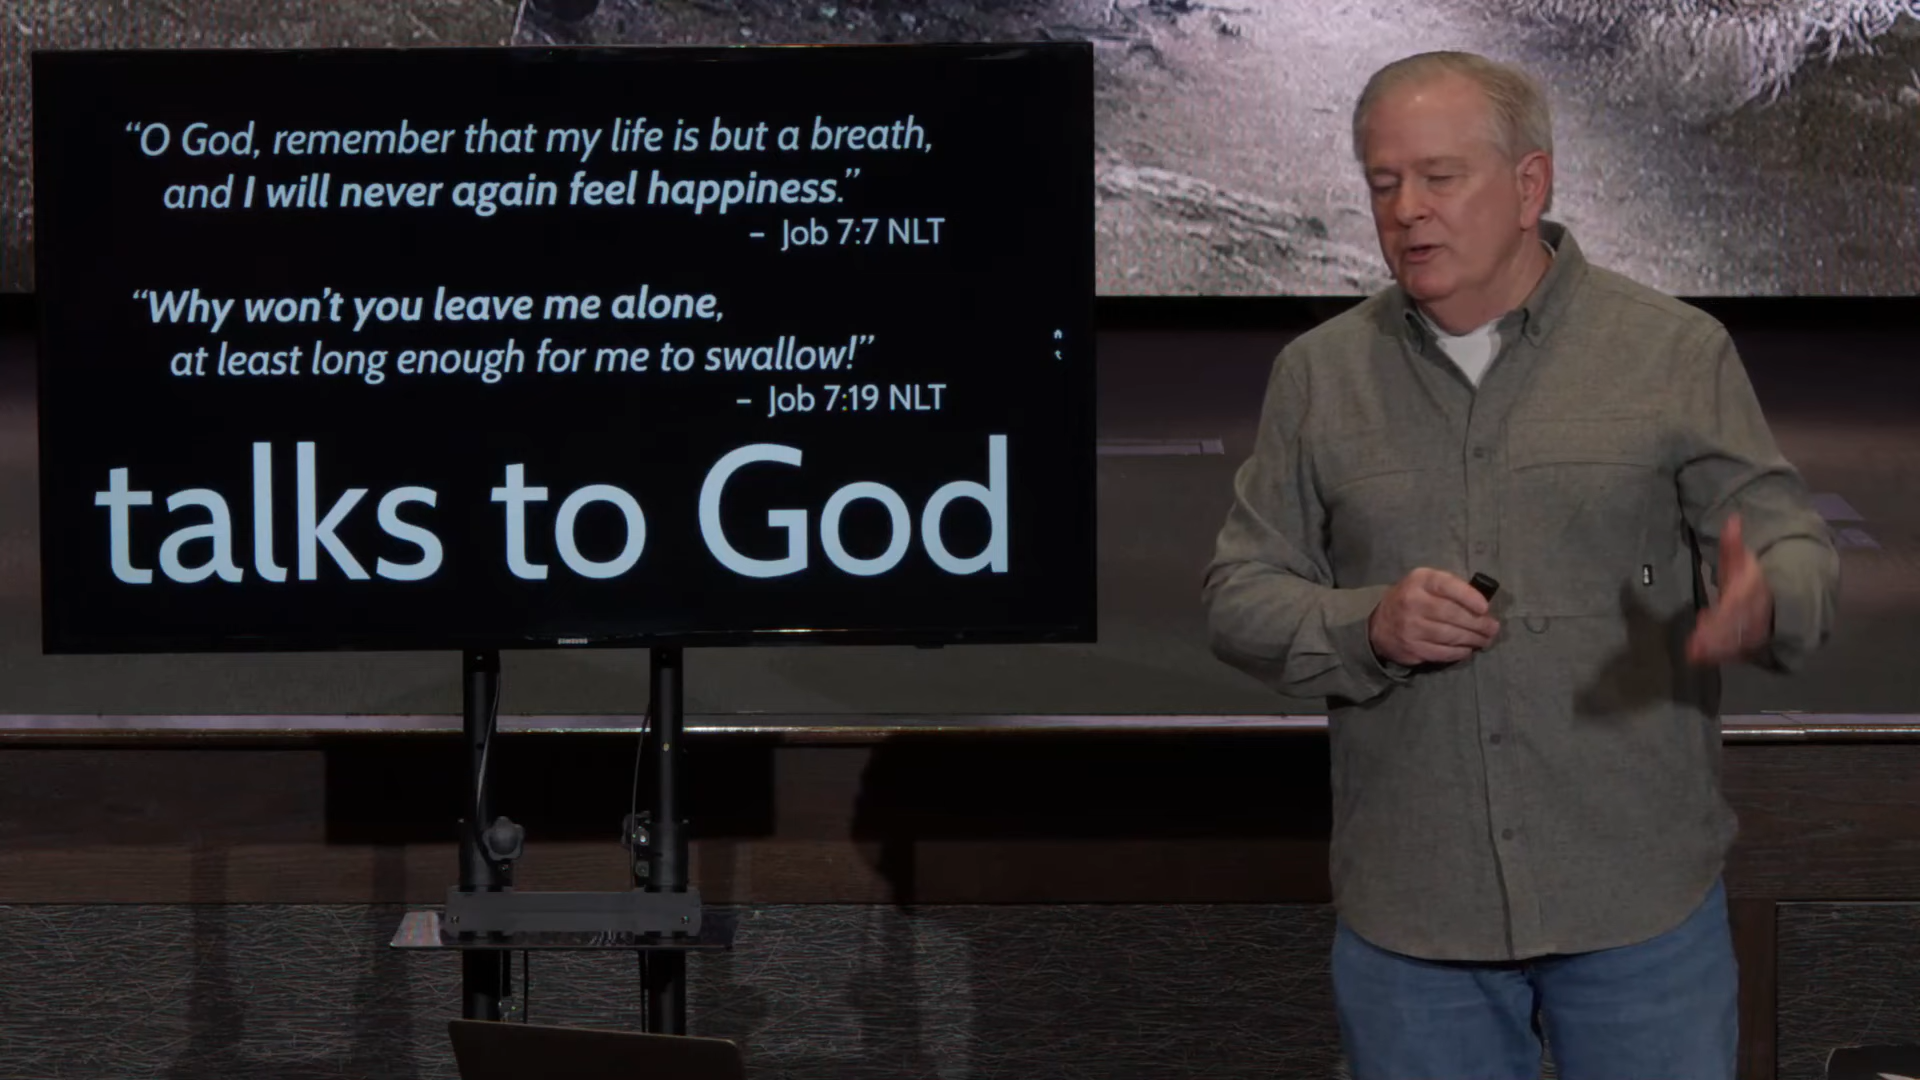 “O God, remember that my life is but a breath,
and I will never again feel happiness.”
– Job 7:7 NLT
“Why won’t you leave me alone,
at least long enough for me to swallow!”
– Job 7:19 NLT
talks to God
SAMSUNG